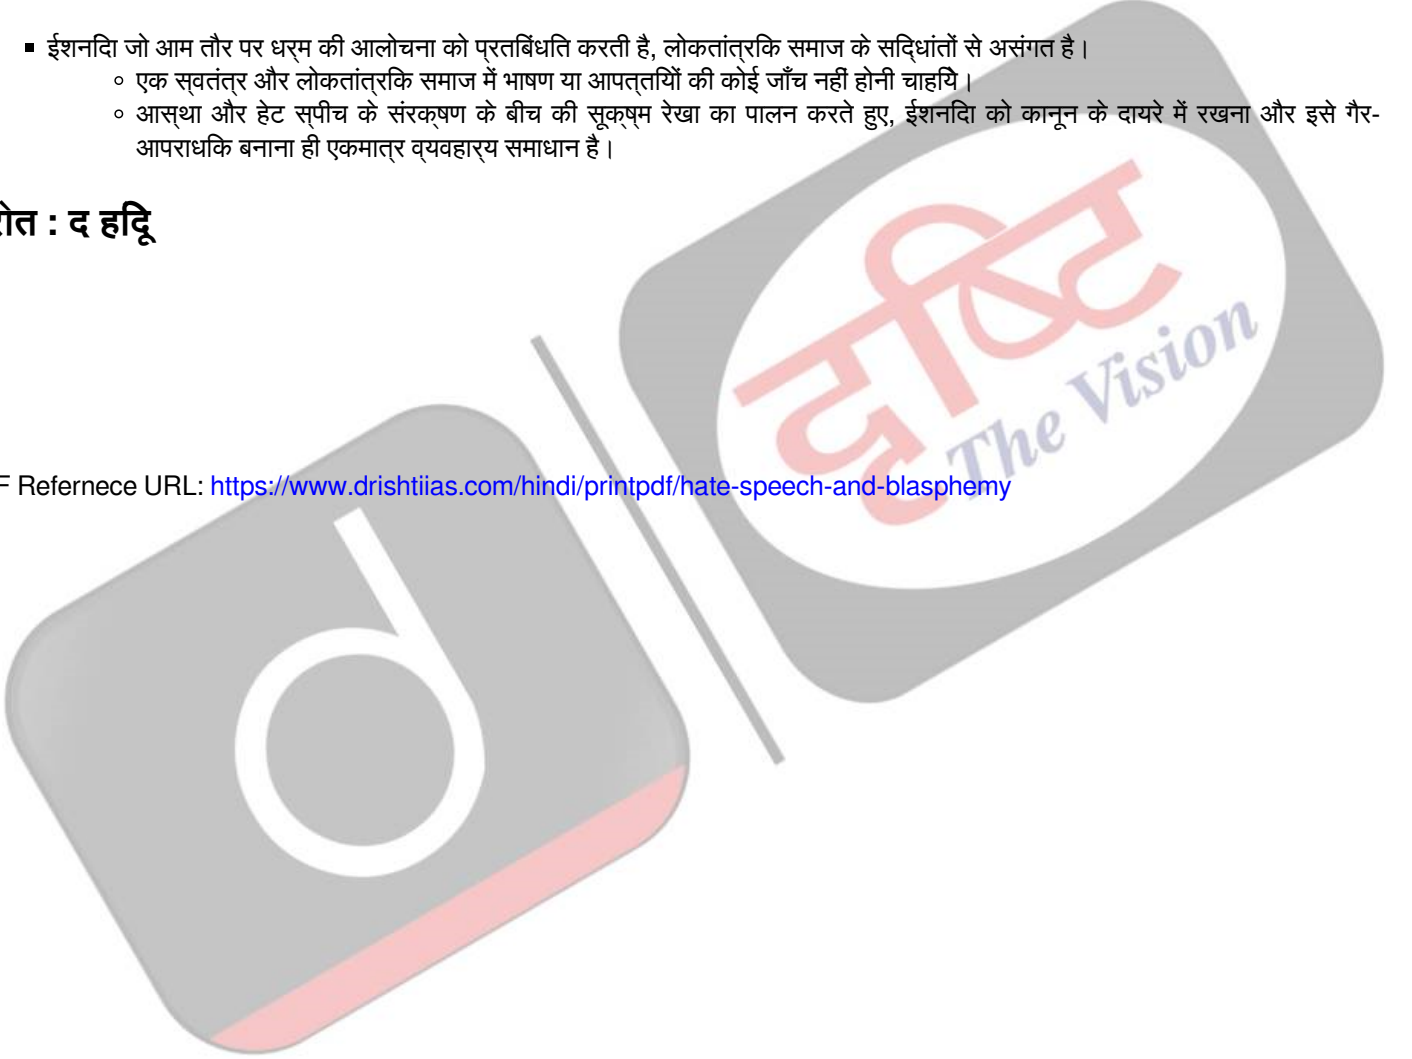 ईशनिंदा जो आम तौर पर धर्म की आलोचना को प्रतिबंधित करती है, लोकतांत्रिक समाज के सिद्धांतों से असंगत है।
एक स्वतंत्र और लोकतांत्रिक समाज में भाषण या आपत्तियों की कोई जाँच नहीं होनी चाहिये।
आस्था और हेट स्पीच के संरक्षण के बीच की सूक्ष्म रेखा का पालन करते हुए, ईशनिंदा को कानून के दायरे में रखना और इसे गैर-
आपराधिक बनाना ही एकमात्र व्यवहार्य समाधान है।
: द हिंदू
दृष्टि
The Vision
F Refernece URL: https://www.drishtiias.com/hindi/printpdf/hate-speech-and-blasphemy
d